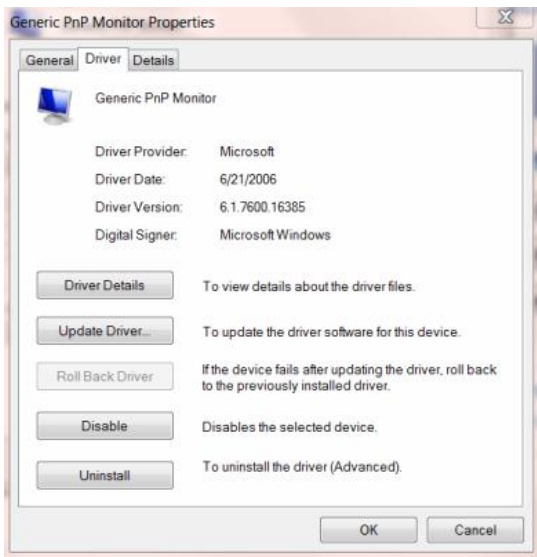 Generic PnP Monitor Properties
General Driver Details
Generic PnP Monitor
Driver Provider: Microsoft
Driver Date: 6/21/2006
Driver Version: 6.1.7600.16385
Digital Signer: Microsoft Windows
Driver Details To view details about the driver files.
Update Driver... To update the driver software for this device.
Roll Back Driver If the device fails after updating the driver, roll back
to the previously installed driver.
Disable Disables the selected device.
Uninstall To uninstall the driver (Advanced).
OK Cancel